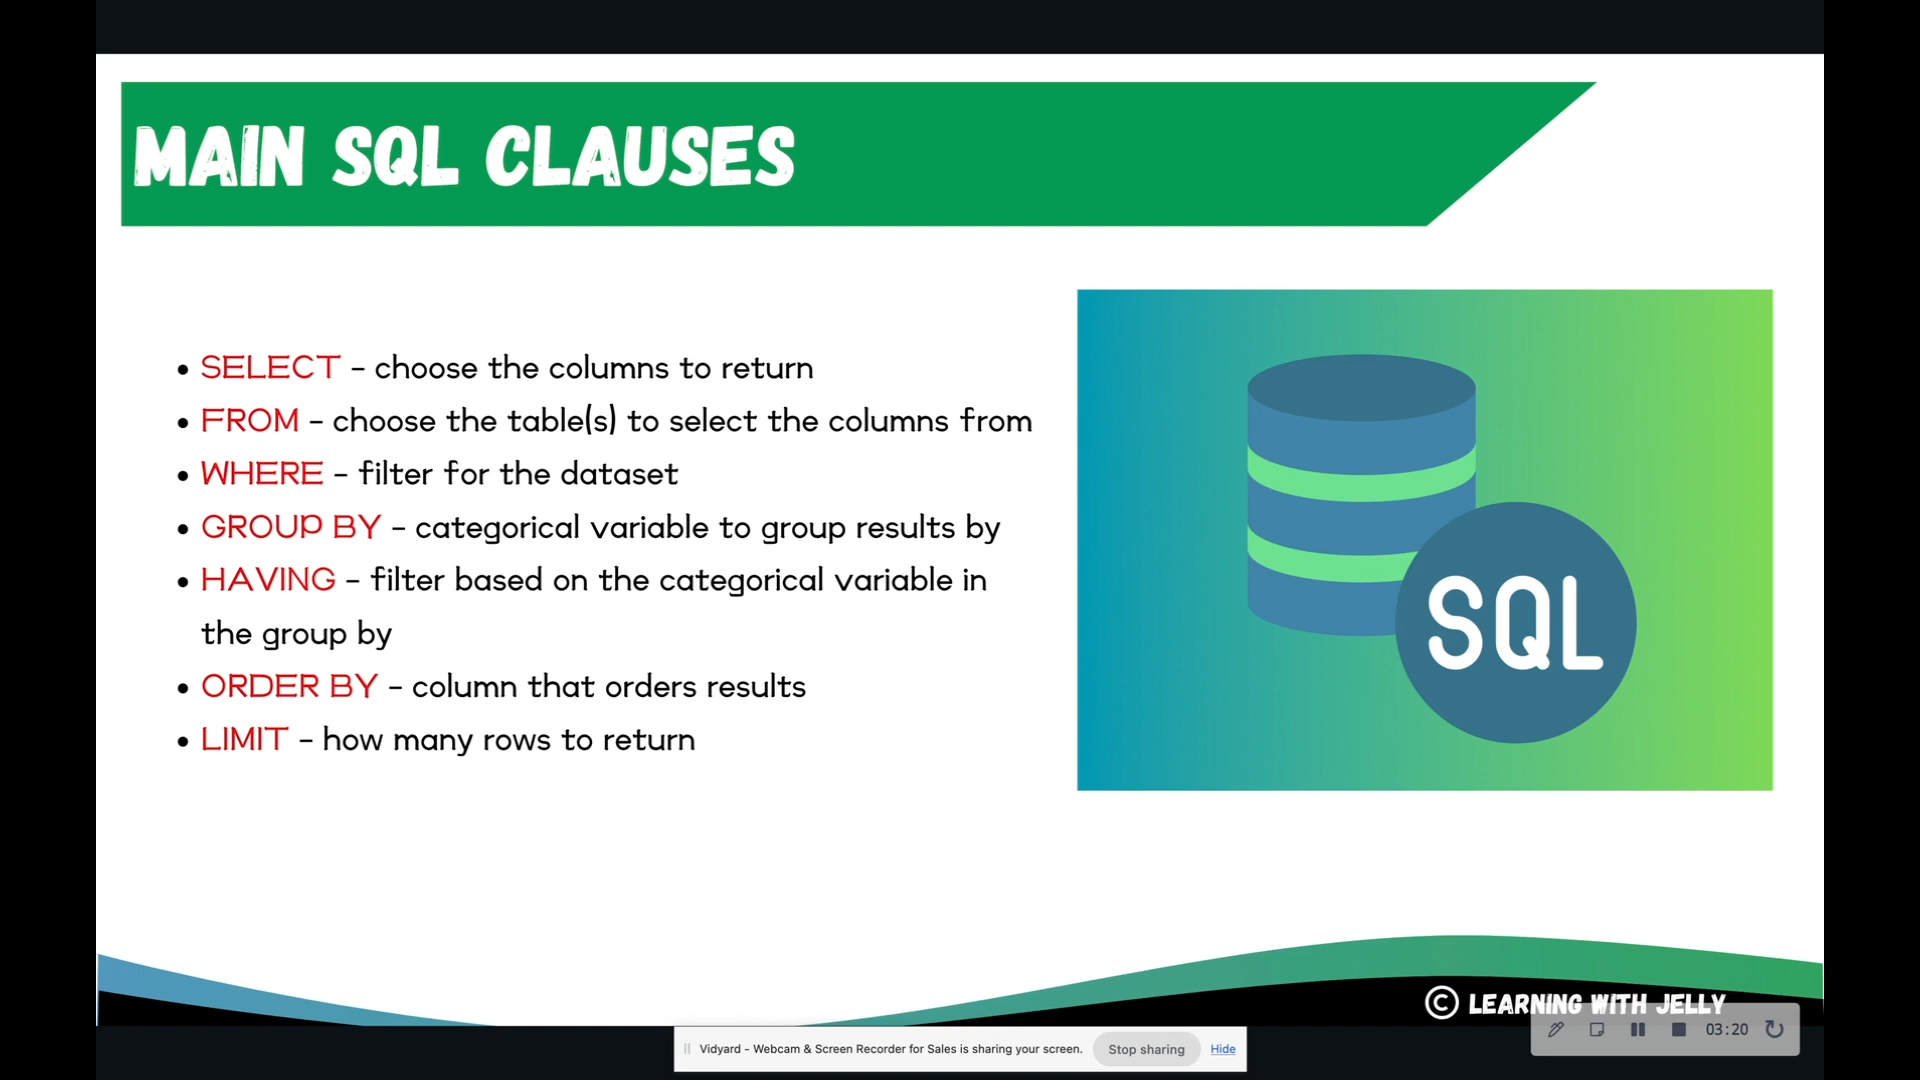 MAIN SQL CLAUSES
• SELECT - choose the columns to return
• FROM - choose the table(s) to select the columns from
• WHERE - filter for the dataset
• GROUP BY - categorical variable to group results by
• HAVING - filter based on the categorical variable in
the group by
• ORDER BY - column that orders results
• LIMIT - how many rows to return
SQL
© LEARNING WITH JELLY
03:20
Vidyard - Webcam & Screen Recorder for Sales is sharing your screen. Stop sharing Hide